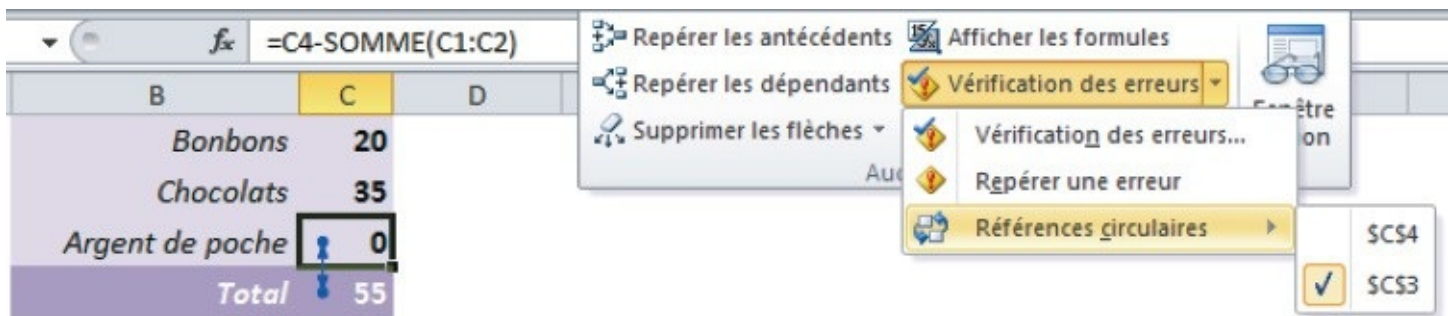 fx =C4-SOMME(C1:C2)
B C D
Bonbons 20
Chocolats 35
Argent de poche 0
Total 55
Repérer les antécédents
Afficher les formules
Repérer les dépendants
Vérification des erreurs
Supprimer les flèches
Vérification des erreurs...
Repérer une erreur
Références circulaires
$C$4
$C$3